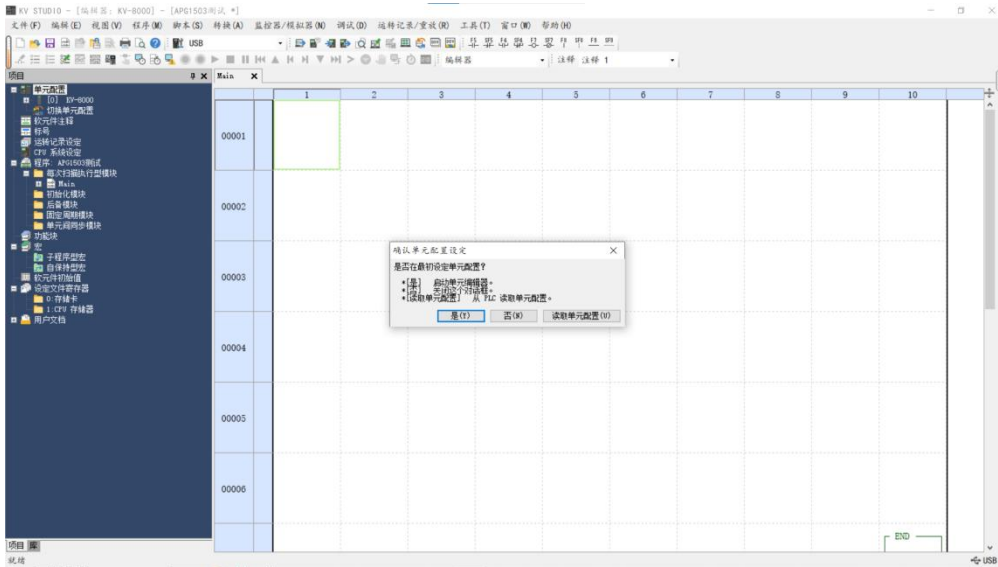 KV STUDIO - [编辑器: KV-8000] - [APG1503测试 *]
文件(F) 编辑(E) 视图(V) 程序(M) 脚本(S) 转换(A) 监控器/模拟器(N) 调试(D) 运转记录/重放(R) 工具(T) 窗口(W) 帮助(H)
USB
编辑器 注释 注释 1
项目
Main
单元配置
[0] KV-8000
切换单元配置
软元件注释
标号
运转记录设定
CPU 系统设定
程序: APG1503测试
每次扫描执行型模块
Main
初始化模块
后备模块
固定周期模块
单元间同步模块
功能块
宏
子程序型宏
自保持型宏
软元件初始值
设定文件寄存器
0:存储卡
1:CPU 存储器
用户文档
1 2 3 4 5 6 7 8 9 10
00001
00002
00003
00004
00005
00006
END
确认单元配置设定
是否在最初设定单元配置?
*[是] 启动单元编辑器。
*[否] 关闭这个对话框。
*[读取单元配置] 从 PLC 读取单元配置。
是(Y) 否(N) 读取单元配置(U)
项目 库
就绪
USB